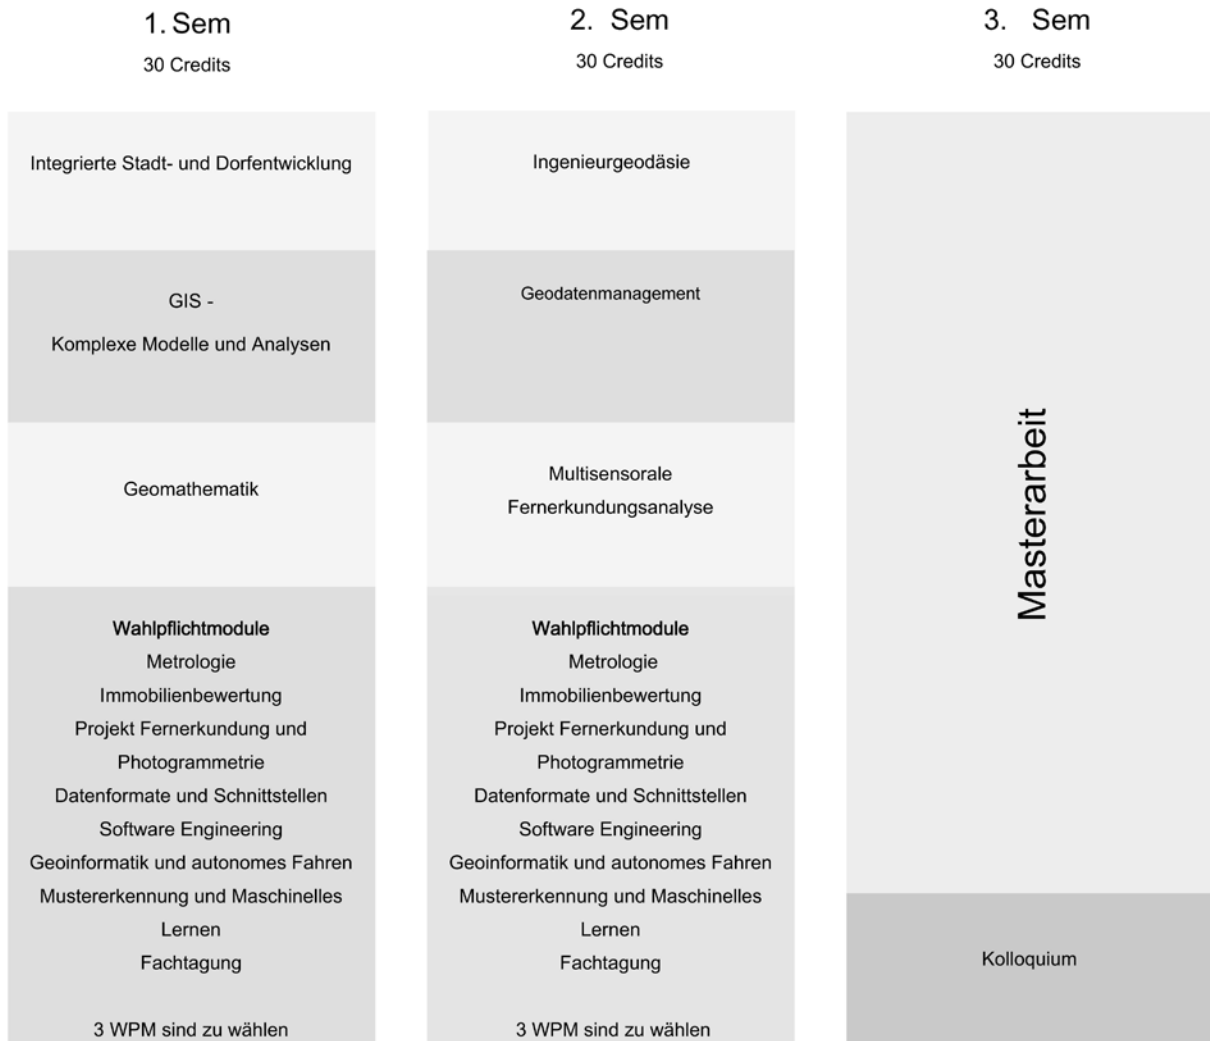 1. Sem
30 Credits
Integrierte Stadt- und Dorfentwicklung
GIS -
Komplexe Modelle und Analysen
Geomathematik
Wahlpflichtmodule
Metrologie
Immobilienbewertung
Projekt Fernerkundung und
Photogrammetrie
Datenformate und Schnittstellen
Software Engineering
Geoinformatik und autonomes Fahren
Mustererkennung und Maschinelles
Lernen
Fachtagung
3 WPM sind zu wählen
2. Sem
30 Credits
Ingenieurgeodäsie
Geodatenmanagement
Multisensorale
Fernerkundungsanalyse
Wahlpflichtmodule
Metrologie
Immobilienbewertung
Projekt Fernerkundung und
Photogrammetrie
Datenformate und Schnittstellen
Software Engineering
Geoinformatik und autonomes Fahren
Mustererkennung und Maschinelles
Lernen
Fachtagung
3 WPM sind zu wählen
3. Sem
30 Credits
Masterarbeit
Kolloquium